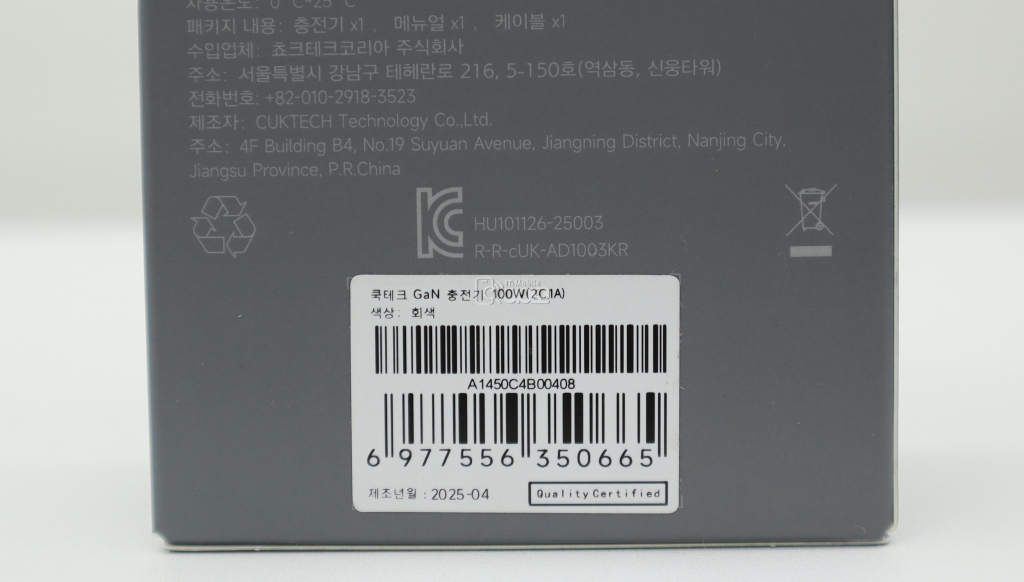 사용온도: 0°C~25°C
패키지 내용: 충전기 x1 , 메뉴얼 x1 , 케이블 x1
수입업체: 쵸크테크코리아 주식회사
주소: 서울특별시 강남구 테헤란로 216, 5-150호(역삼동, 신웅타워)
전화번호: +82-010-2918-3523
제조자: CUKTECH Technology Co.,Ltd.
주소: 4F Building B4, No.19 Suyuan Avenue, Jiangning District, Nanjing City,
Jiangsu Province, P.R.China
HU101126-25003
R-R-cUK-AD1003KR
쿡테크 GaN 충전기 100W(2C1A)
색상: 회색
A1450C4B00408
6 977556 350665
제조년월 : 2025-04
Quality Certified